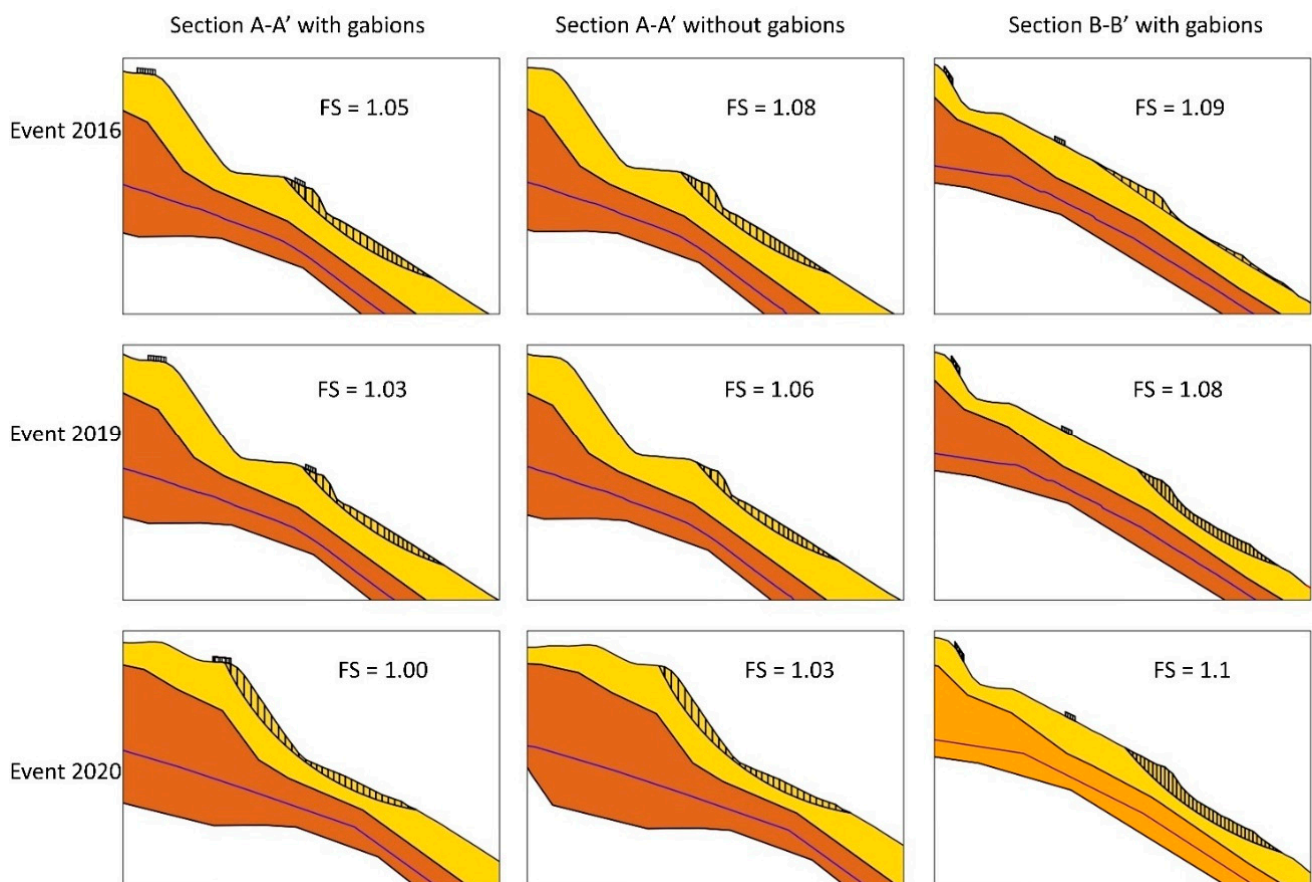 Section A-A’ with gabions
Section A-A’ without gabions
Section B-B’ with gabions
Event 2016
FS = 1.05
FS = 1.08
FS = 1.09
Event 2019
FS = 1.03
FS = 1.06
FS = 1.08
Event 2020
FS = 1.00
FS = 1.03
FS = 1.1